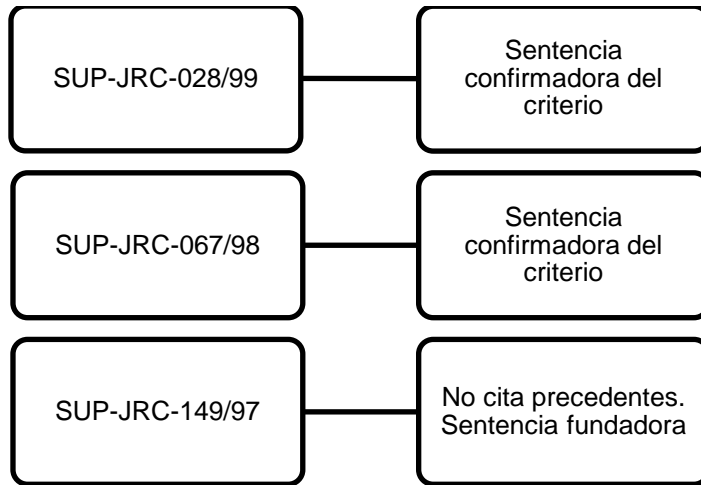 SUP-JRC-028/99
Sentencia
confirmadora del
criterio
SUP-JRC-067/98
Sentencia
confirmadora del
criterio
SUP-JRC-149/97
No cita precedentes.
Sentencia fundadora